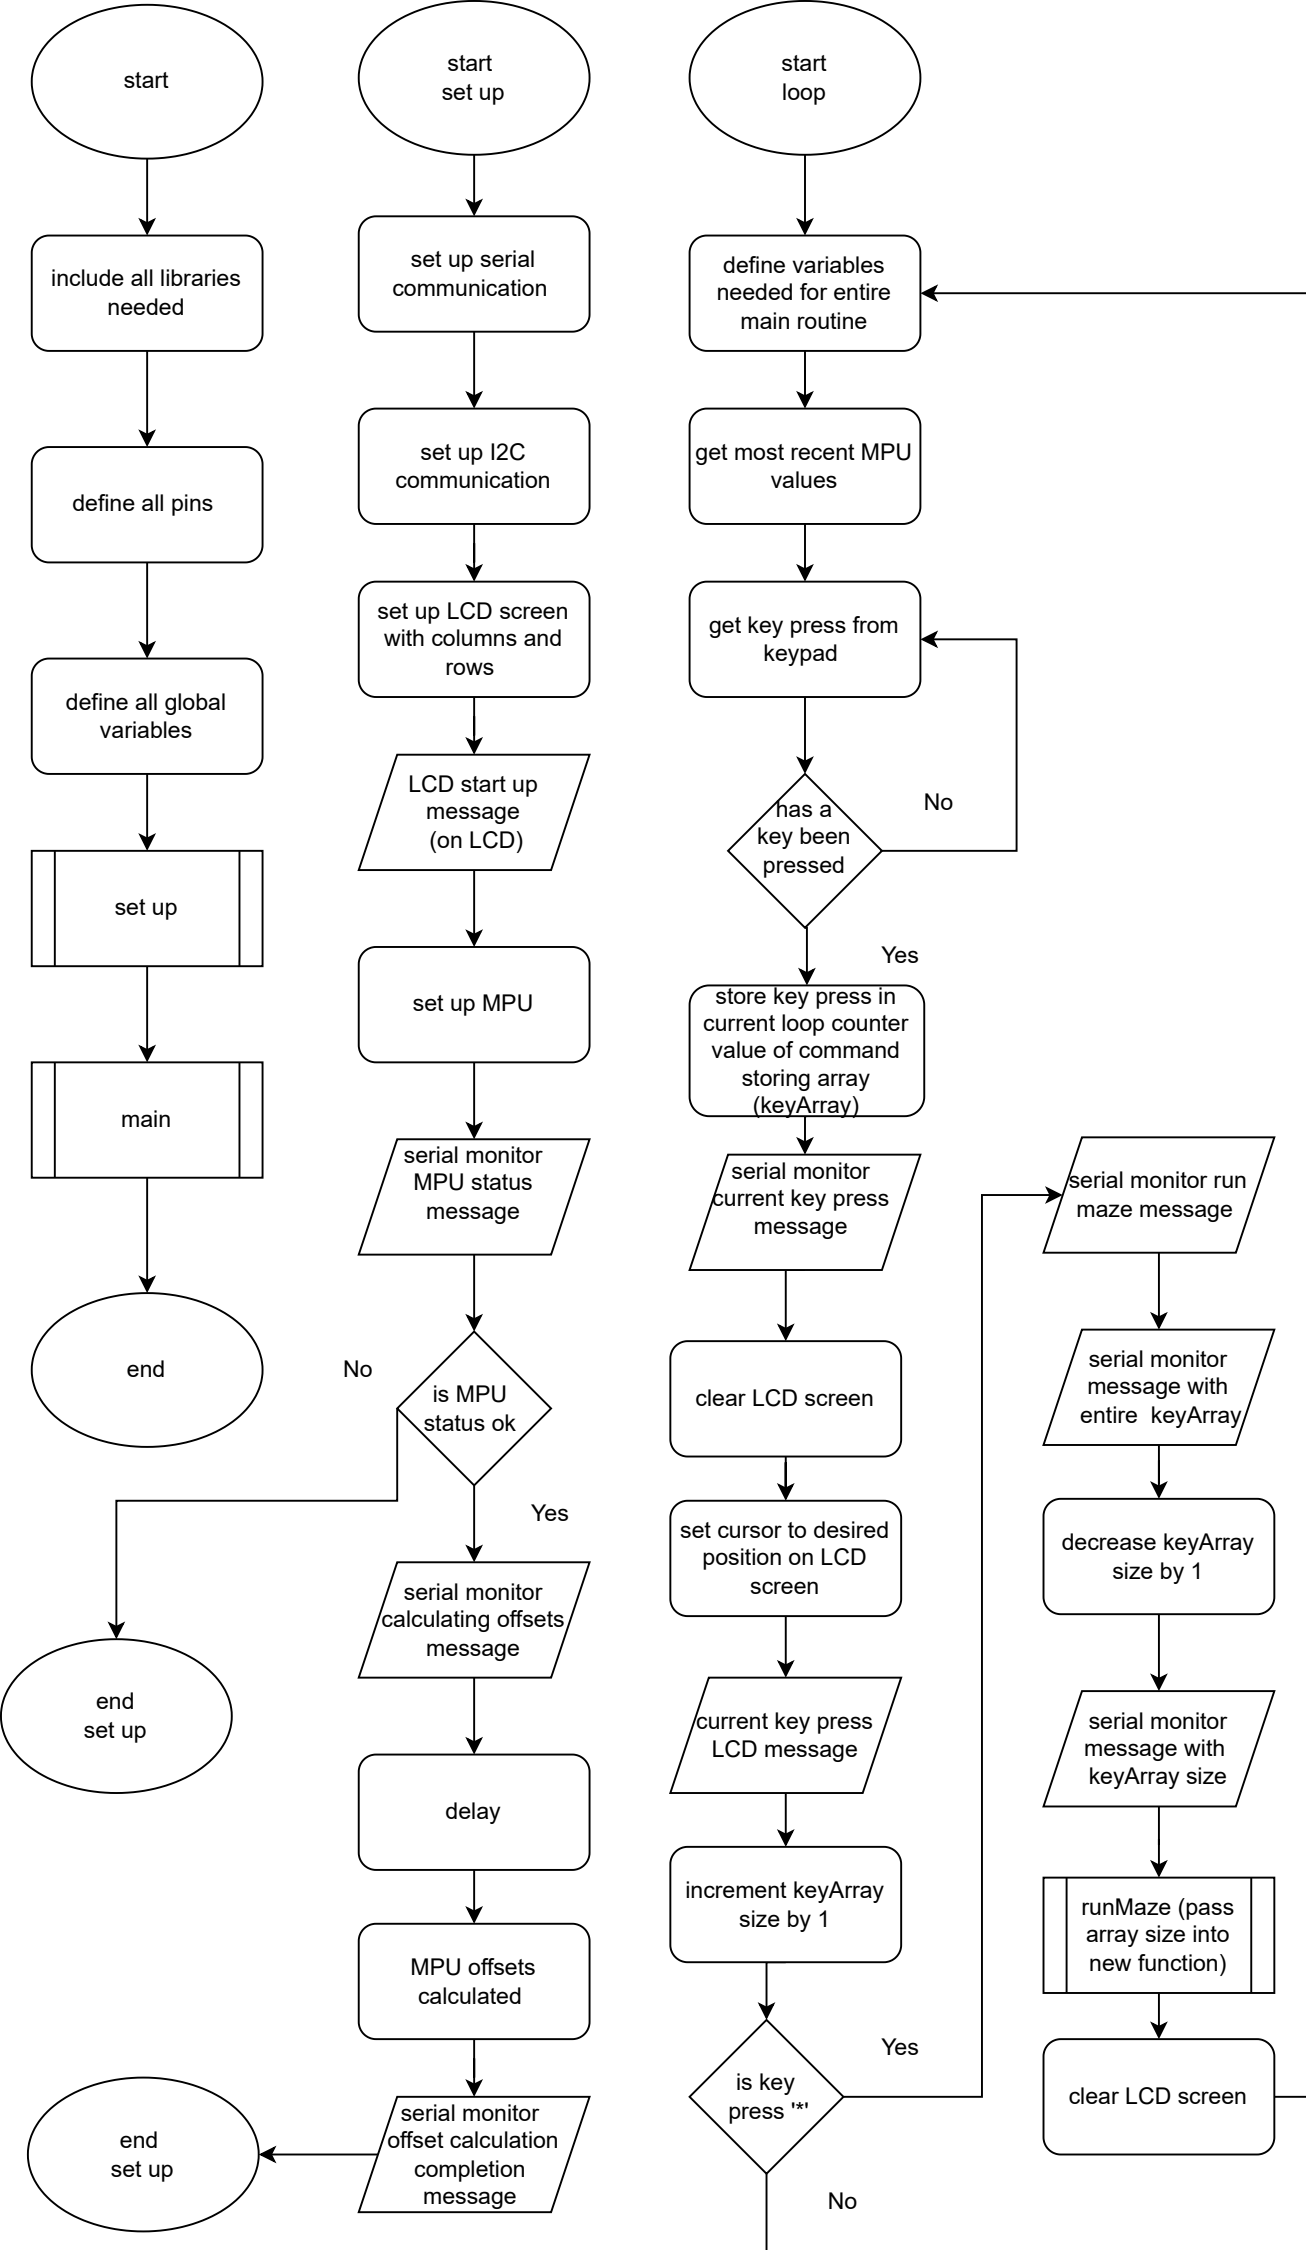 start
include all libraries
needed
define all pins
define all global
variables
set up
main
end
start
set up
set up serial
communication
set up I2C
communication
set up LCD screen
with columns and
rows
LCD start up
message
(on LCD)
set up MPU
serial monitor
MPU status
message
is MPU
status ok
No
Yes
end
set up
serial monitor
calculating offsets
message
delay
MPU offsets
calculated
serial monitor
offset calculation
completion
message
end
set up
start
loop
define variables
needed for entire
main routine
get most recent MPU
values
get key press from
keypad
has a
key been
pressed
No
Yes
store key press in
current loop counter
value of command
storing array
(keyArray)
serial monitor
current key press
message
clear LCD screen
set cursor to desired
position on LCD
screen
current key press
LCD message
increment keyArray
size by 1
is key
press '*'
Yes
No
serial monitor run
maze message
serial monitor
message with
entire keyArray
decrease keyArray
size by 1
serial monitor
message with
keyArray size
runMaze (pass
array size into
new function)
clear LCD screen